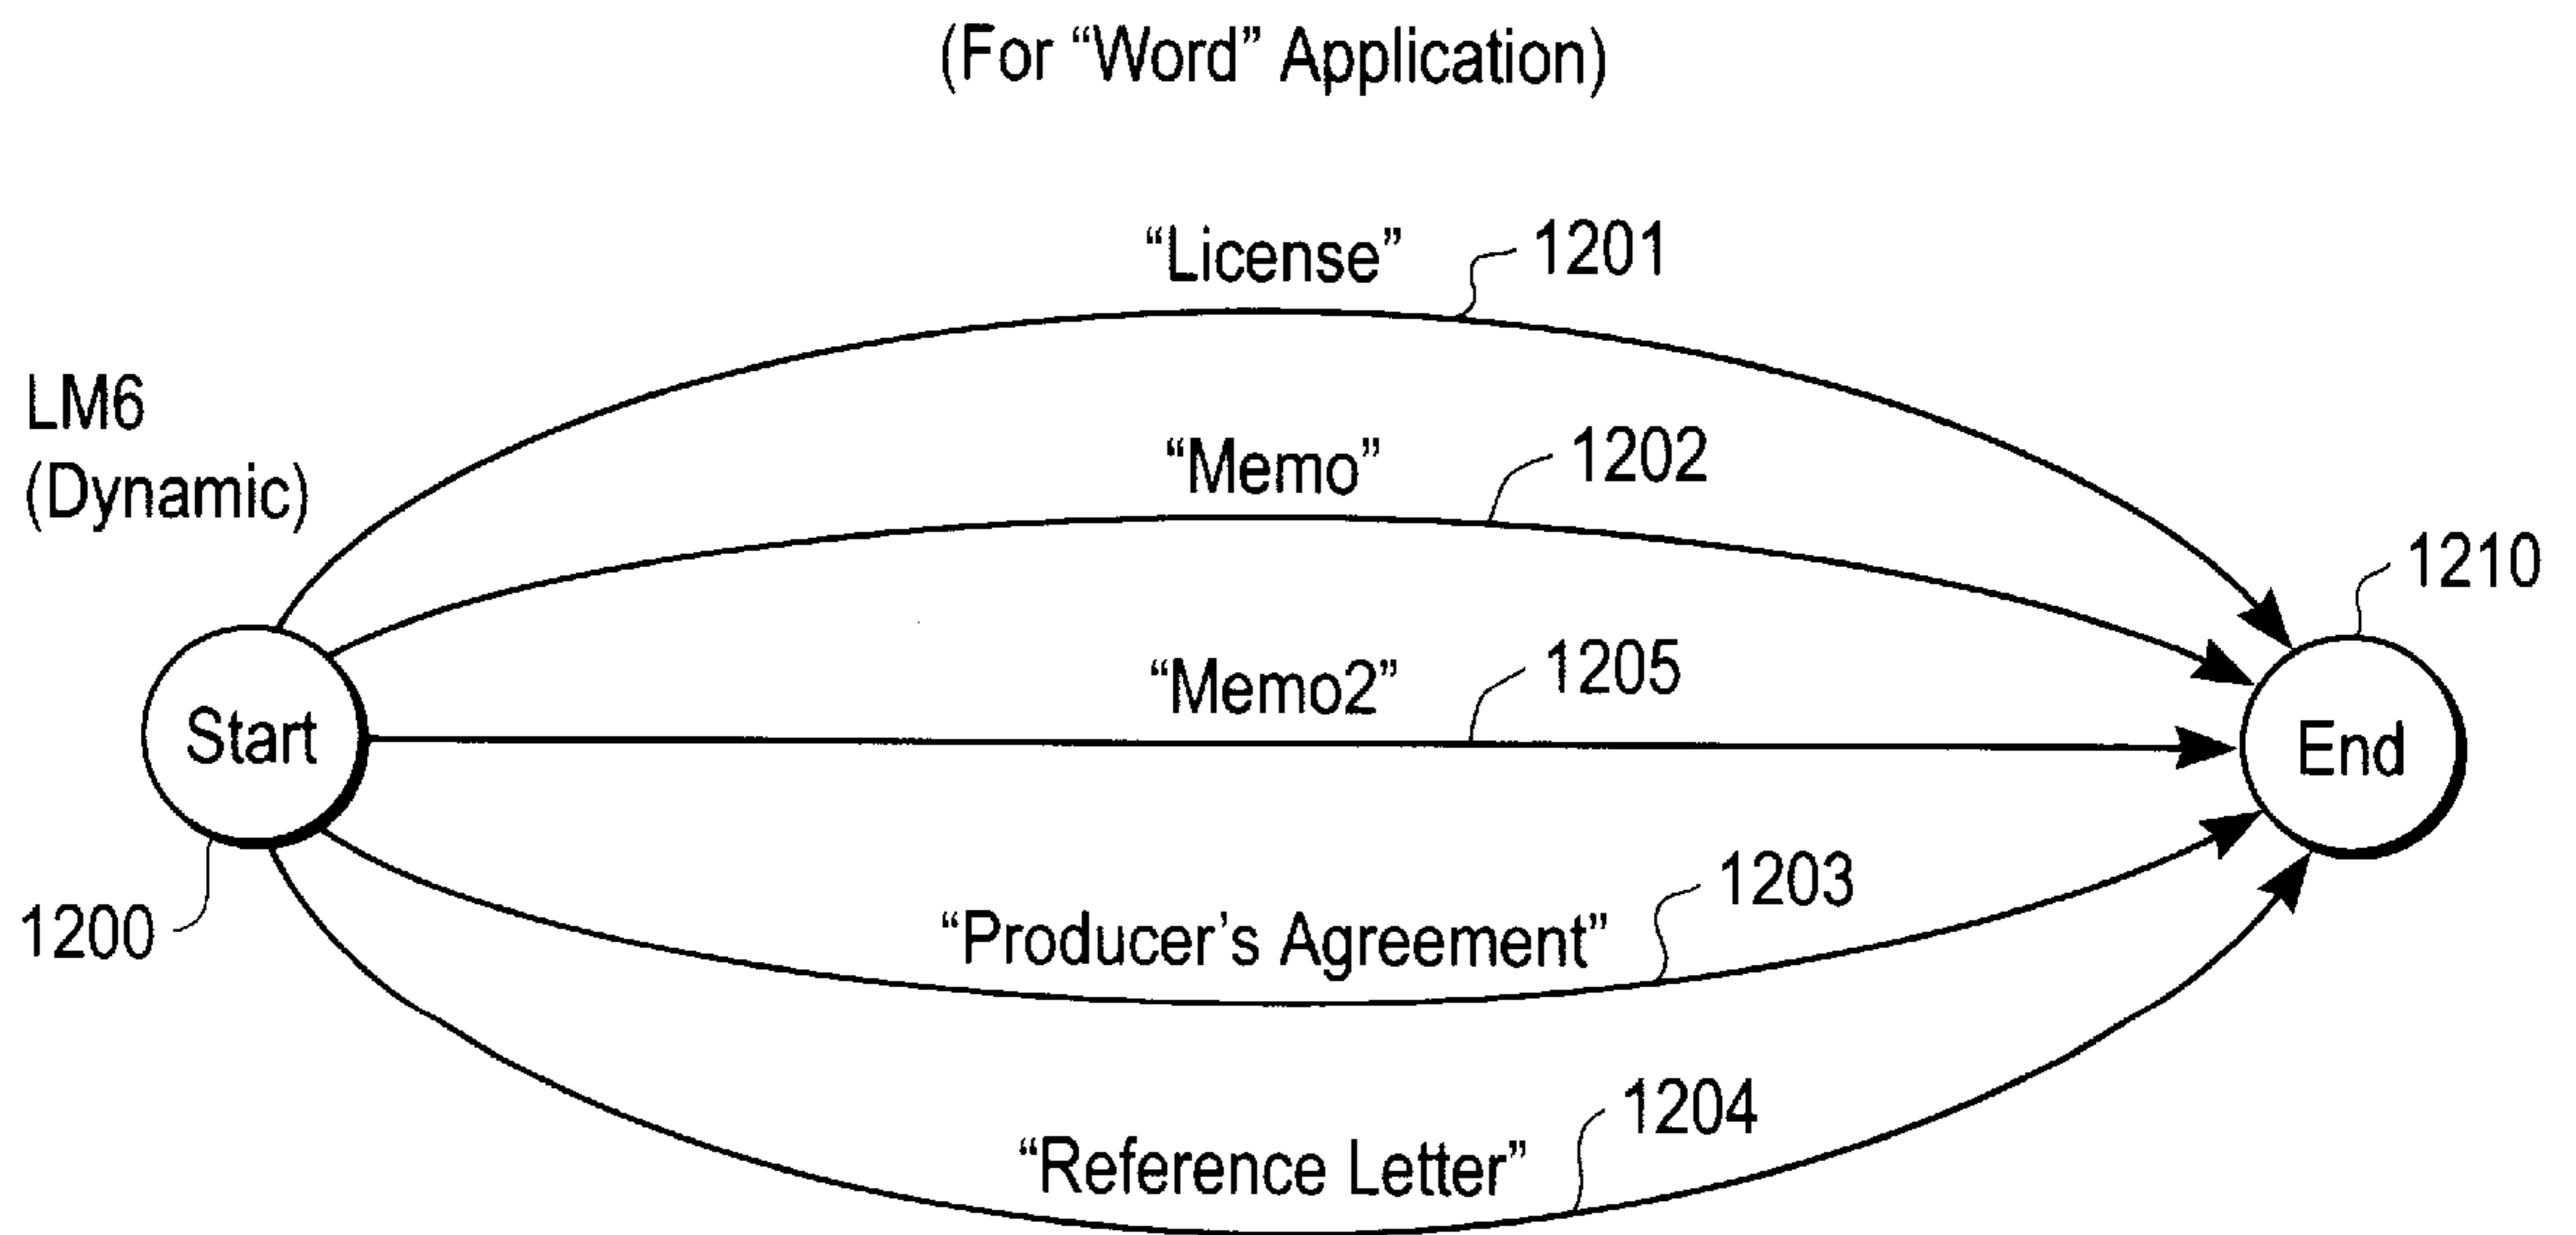 (For “Word” Application)
“License” 1201
LM6
(Dynamic)
“Memo” 1202
1210
“Memo2” 1205
Start
End
“Producer’s Agreement” 1203
1200
“Reference Letter” 1204